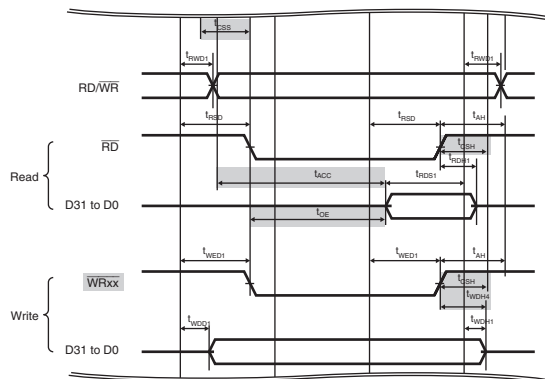 tCSS
tRWD1 tRWD1
RD/WR
tRSD tRSD tAH
RD
tCSH
tRDH1
Read
tACC tRDS1
D31 to D0
tOE
tWED1 tWED1 tAH
WRxx
tCSH
tWDH4
Write
tWDD1 tWDH1
D31 to D0